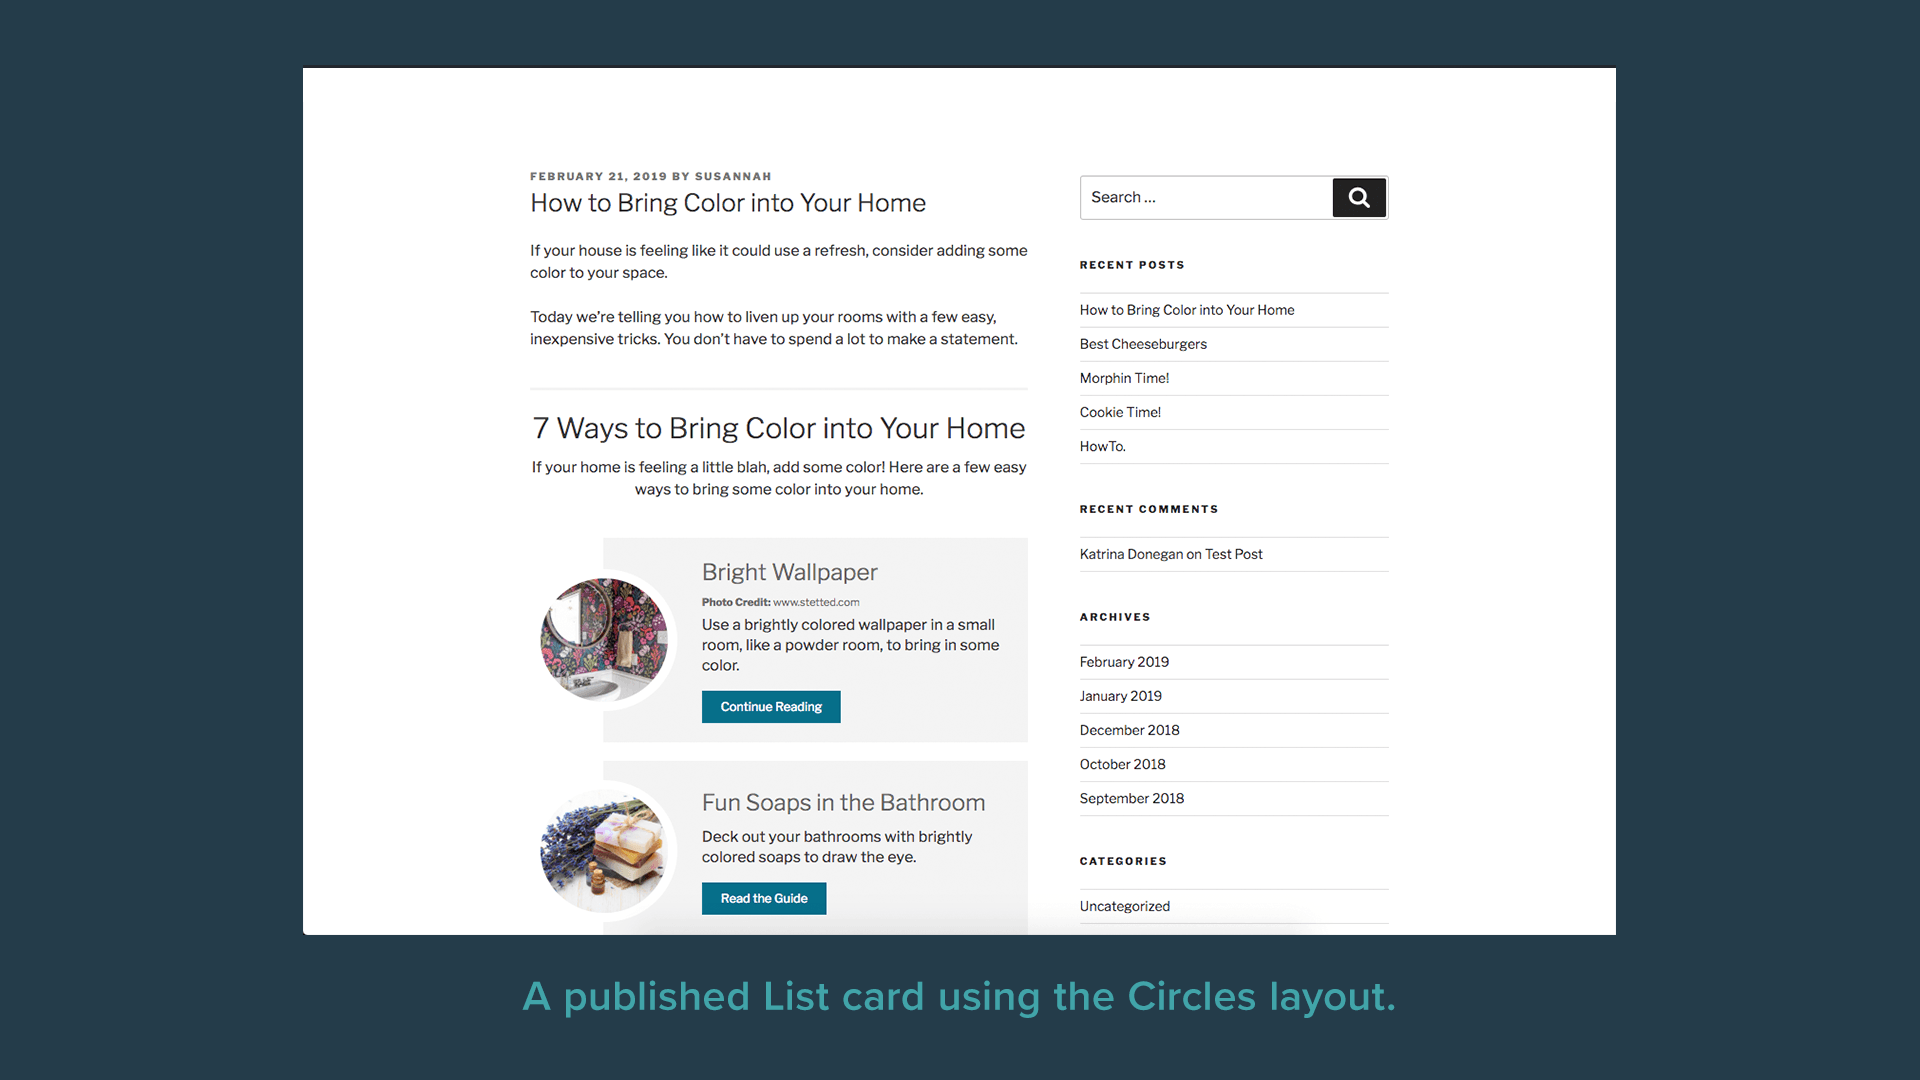 FEBRUARY 21, 2019 BY SUSANNAH
How to Bring Color into Your Home
If your house is feeling like it could use a refresh, consider adding some
color to your space.
Today we’re telling you how to liven up your rooms with a few easy,
inexpensive tricks. You don’t have to spend a lot to make a statement.
7 Ways to Bring Color into Your Home
If your home is feeling a little blah, add some color! Here are a few easy
ways to bring some color into your home.
Bright Wallpaper
Photo Credit: www.stetted.com
Use a brightly colored wallpaper in a small
room, like a powder room, to bring in some
color.
Continue Reading
Fun Soaps in the Bathroom
Deck out your bathrooms with brightly
colored soaps to draw the eye.
Read the Guide
Search …
RECENT POSTS
How to Bring Color into Your Home
Best Cheeseburgers
Morphin Time!
Cookie Time!
HowTo.
RECENT COMMENTS
Katrina Donegan on Test Post
ARCHIVES
February 2019
January 2019
December 2018
October 2018
September 2018
CATEGORIES
Uncategorized
A published List card using the Circles layout.